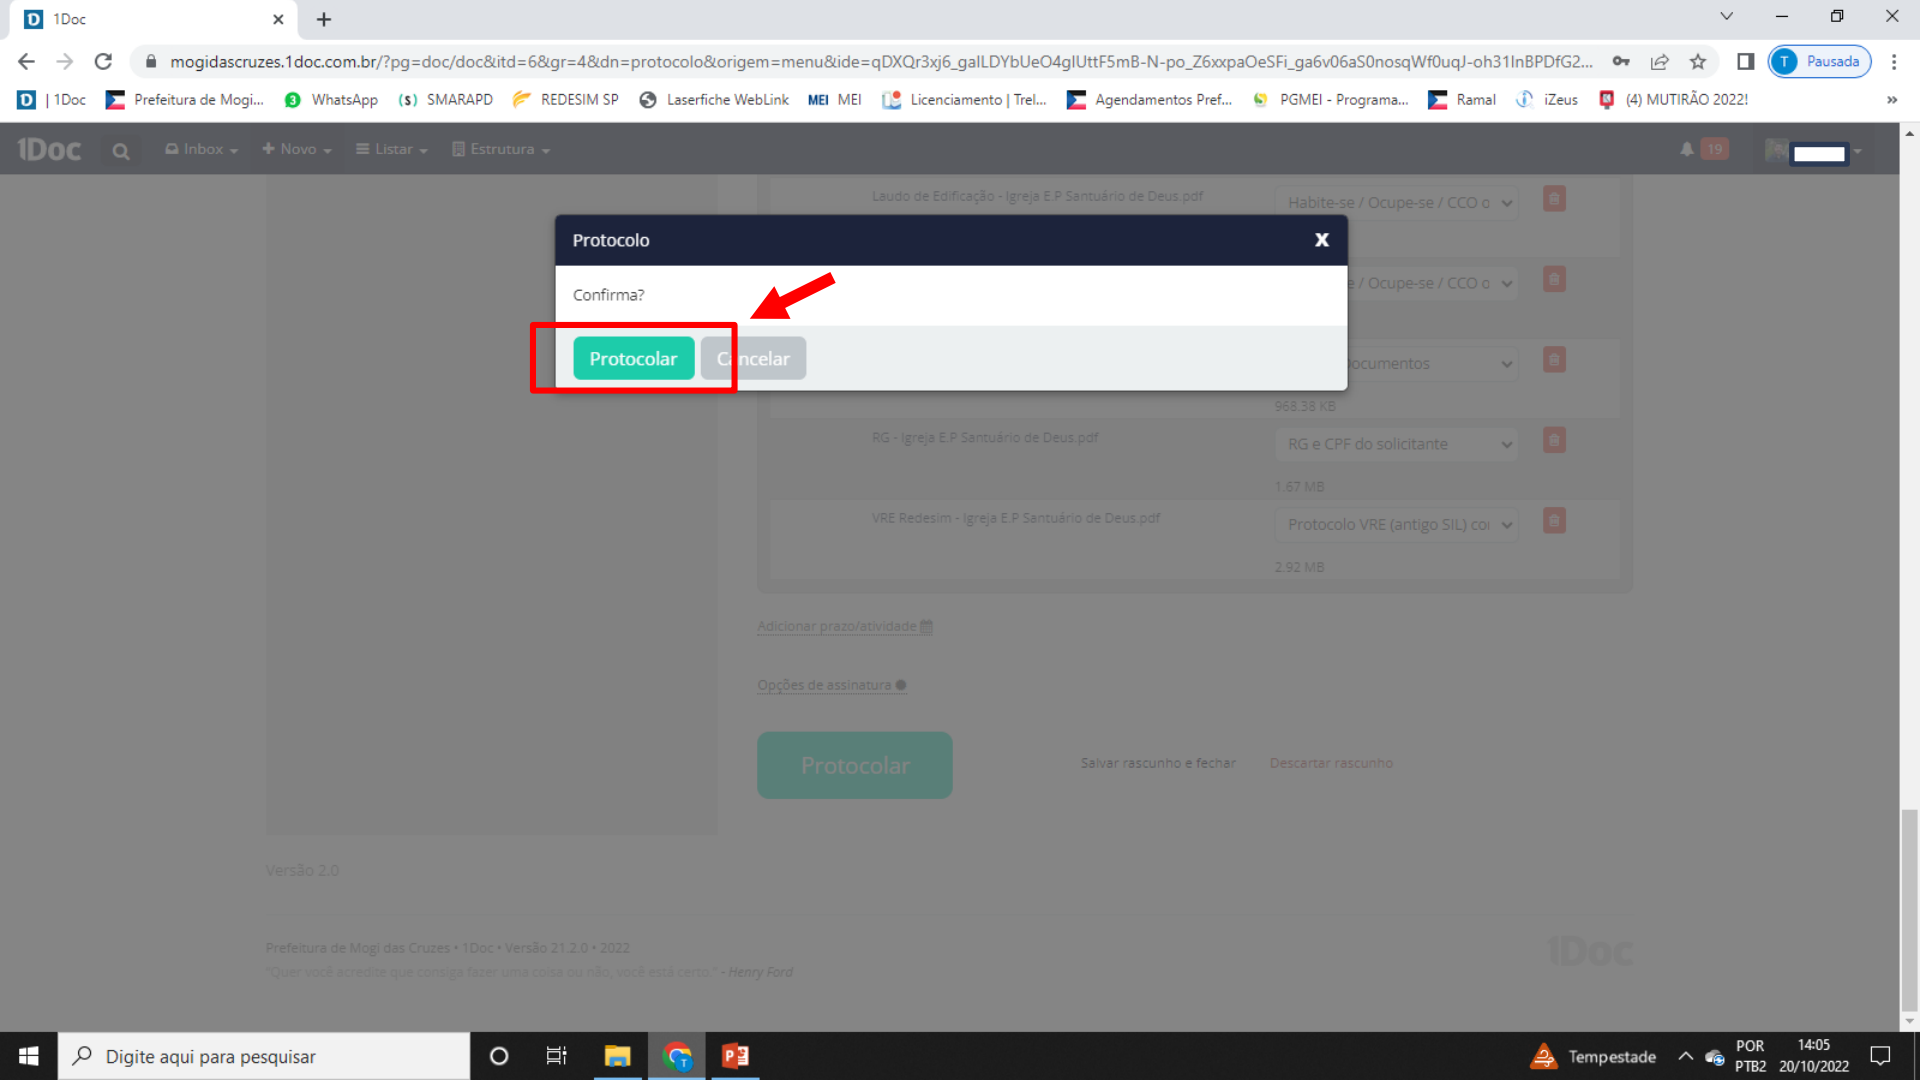 1Doc
mogidascruzes.1doc.com.br/?pg=doc/doc&itd=6&gr=4&dn=protocolo&origem=menu&ide=qDXQr3xj6_galLDYbUeO4glUttF5mB-N-po_Z6xxpaOeSFi_ga6v06aS0nosqWf0uqJ-oh31InBPDfG2...
T Pausada
| 1Doc Prefeitura de Mogi... WhatsApp SMARAPD REDESIM SP Laserfiche WebLink MEI MEI Licenciamento | Trel... Agendamentos Pref... PGMEI - Programa... Ramal iZeus (4) MUTIRÃO 2022! »
1Doc Inbox Novo Listar Estrutura 19
Laudo de Edificação - Igreja E.P Santuário de Deus.pdf
Habite-se / Ocupe-se / CCO o
Protocolo X
Confirma?
e / Ocupe-se / CCO o
Protocolar Cancelar
ocumentos
968.38 KB
RG - Igreja E.P Santuário de Deus.pdf
RG e CPF do solicitante
1.67 MB
VRE Redesim - Igreja E.P Santuário de Deus.pdf
Protocolo VRE (antigo SIL) coi
2.92 MB
Adicionar prazo/atividade
Opções de assinatura
Protocolar Salvar rascunho e fechar Descartar rascunho
Versão 2.0
Prefeitura de Mogi das Cruzes • 1Doc • Versão 21.2.0 • 2022
"Quer você acredite que consiga fazer uma coisa ou não, você está certo." - Henry Ford
1Doc
Digite aqui para pesquisar
Tempestade
POR
PTB2
14:05
20/10/2022